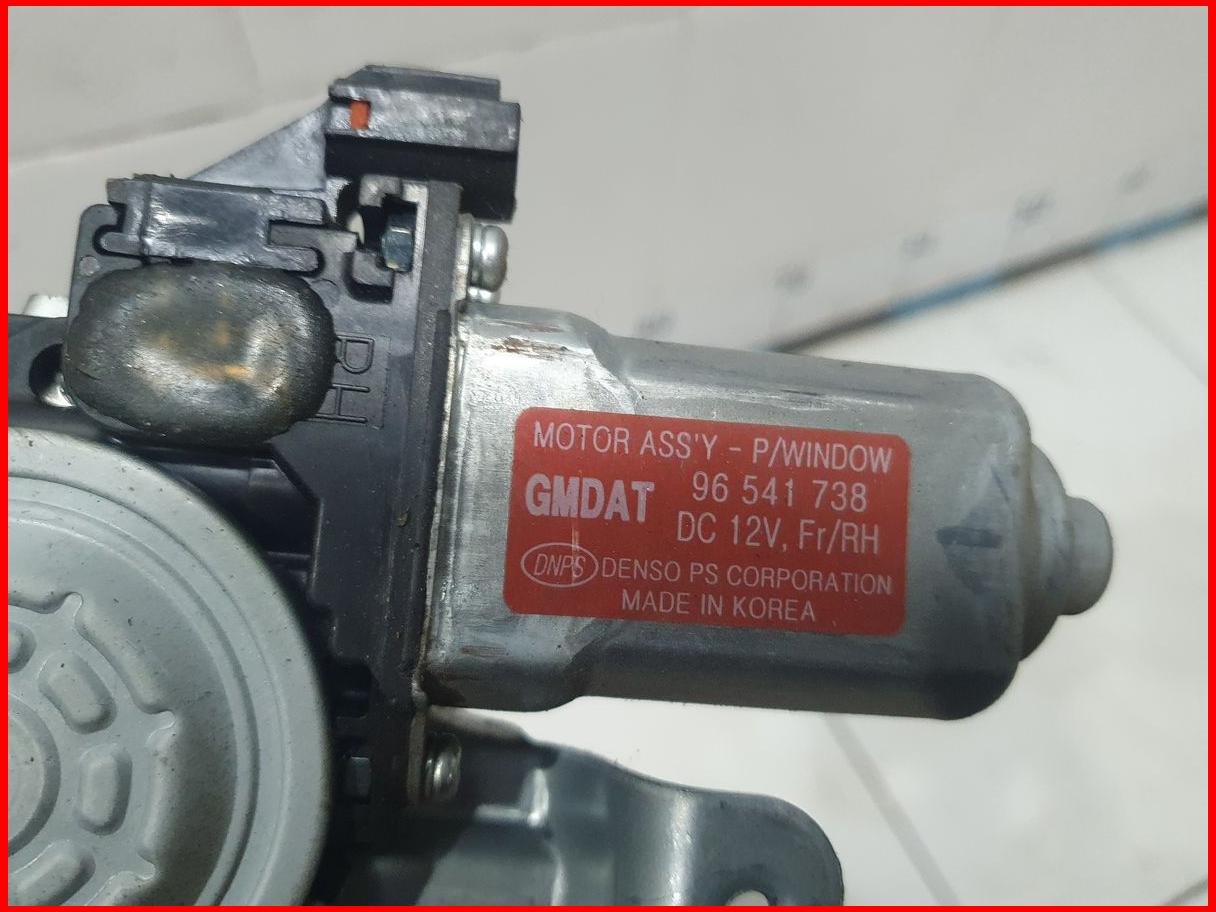 RH
MOTOR ASS'Y - P/WINDOW
GMDAT 96 541 738
DC 12V, Fr/RH
DNPS DENSO PS CORPORATION
MADE IN KOREA